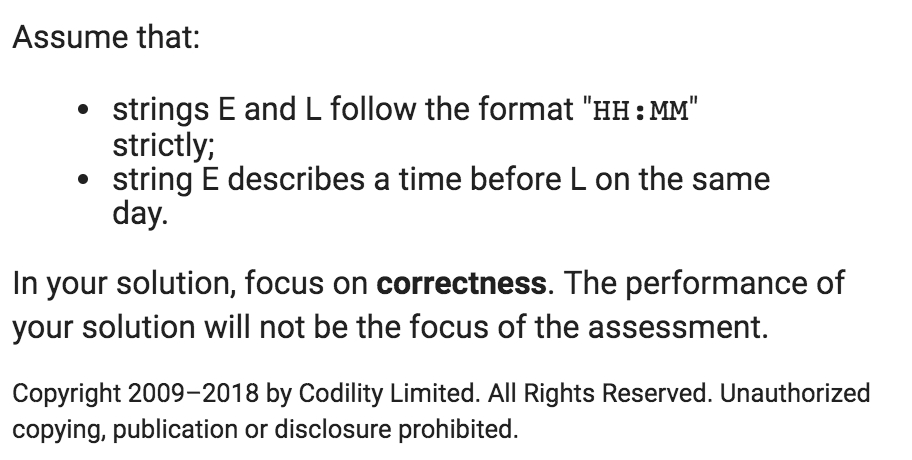 Assume that:
• strings E and L follow the format "HH:MM"
strictly;
• string E describes a time before L on the same
day.
In your solution, focus on correctness. The performance of
your solution will not be the focus of the assessment.
Copyright 2009–2018 by Codility Limited. All Rights Reserved. Unauthorized
copying, publication or disclosure prohibited.